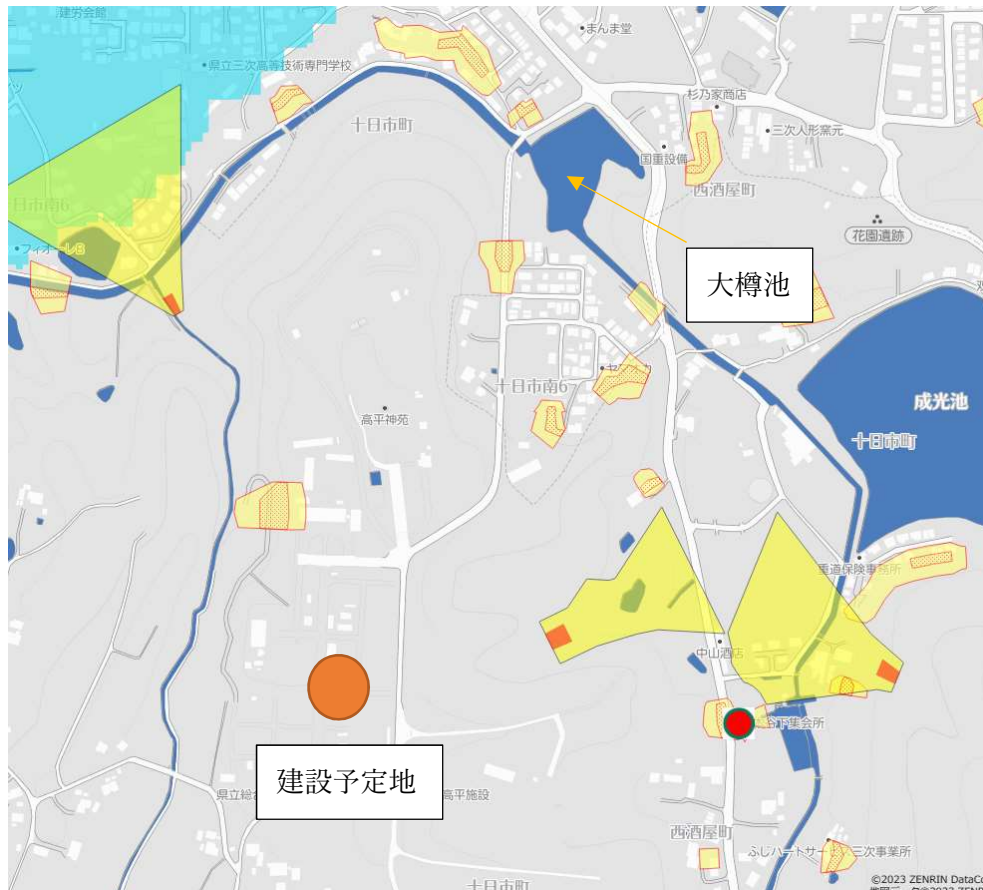 建労会館
まんま堂
県立三次高等技術専門学校
杉乃家商店
十日市町
三次人形窯元
国重設備
西酒屋町
日市南6
花園遺跡
フィオーレB
大樽池
十日市南6
成光池
高平神苑
十日市町
重道保険事務所
中山酒店
下集会所
建設予定地
県立総
高平施設
西酒屋町
ふじハートサ
ス三次事業所
十日市町
©2023 ZENRIN DataCo